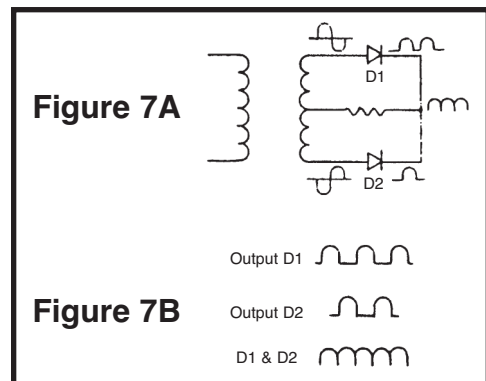 Figure 7A
D1
D2
Output D1
Figure 7B
Output D2
D1 & D2